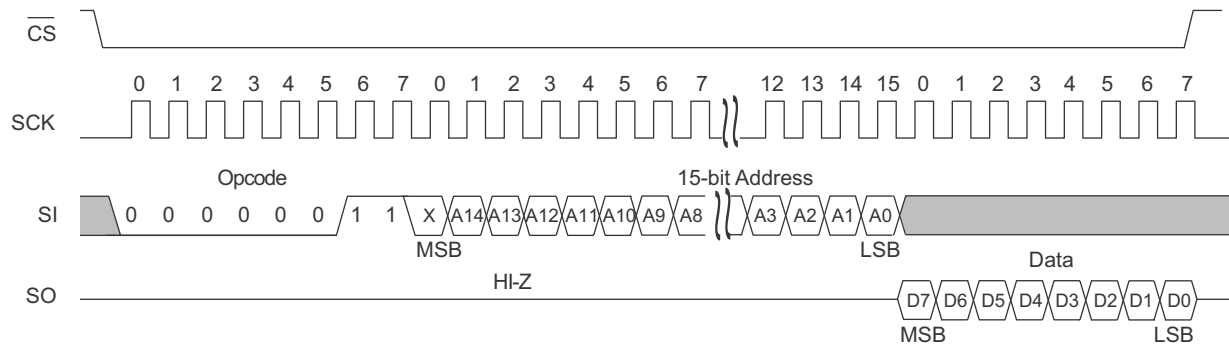 CS
0 1 2 3 4 5 6 7 0 1 2 3 4 5 6 7 12 13 14 15 0 1 2 3 4 5 6 7
SCK
Opcode 15-bit Address
SI 0 0 0 0 0 0 1 1 X A14 A13 A12 A11 A10 A9 A8 A3 A2 A1 A0
MSB LSB
HI-Z Data
SO D7 D6 D5 D4 D3 D2 D1 D0
MSB LSB